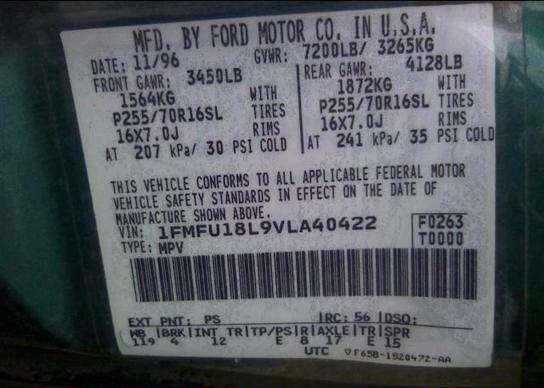 MFD. BY FORD MOTOR CO. IN U.S.A.
DATE: 11/96 GVWR: 7200LB/ 3265KG
FRONT GAWR: 3450LB REAR GAWR: 4128LB
1564KG WITH 1872KG WITH
P255/70R16SL TIRES P255/70R16SL TIRES
16X7.0J RIMS 16X7.0J RIMS
AT 207 kPa/ 30 PSI COLD AT 241 kPa/ 35 PSI COLD
THIS VEHICLE CONFORMS TO ALL APPLICABLE FEDERAL MOTOR
VEHICLE SAFETY STANDARDS IN EFFECT ON THE DATE OF
MANUFACTURE SHOWN ABOVE.
VIN: 1FMFU18L9VLA40422 F0263
TYPE: MPV T0000
EXT PNT: PS RC: 56 DSO:
WB BRK INT TR TP/PS R AXLE TR SPR
119 4 12 E 8 17 E 15
UTC ▽F65B-1520472-AA